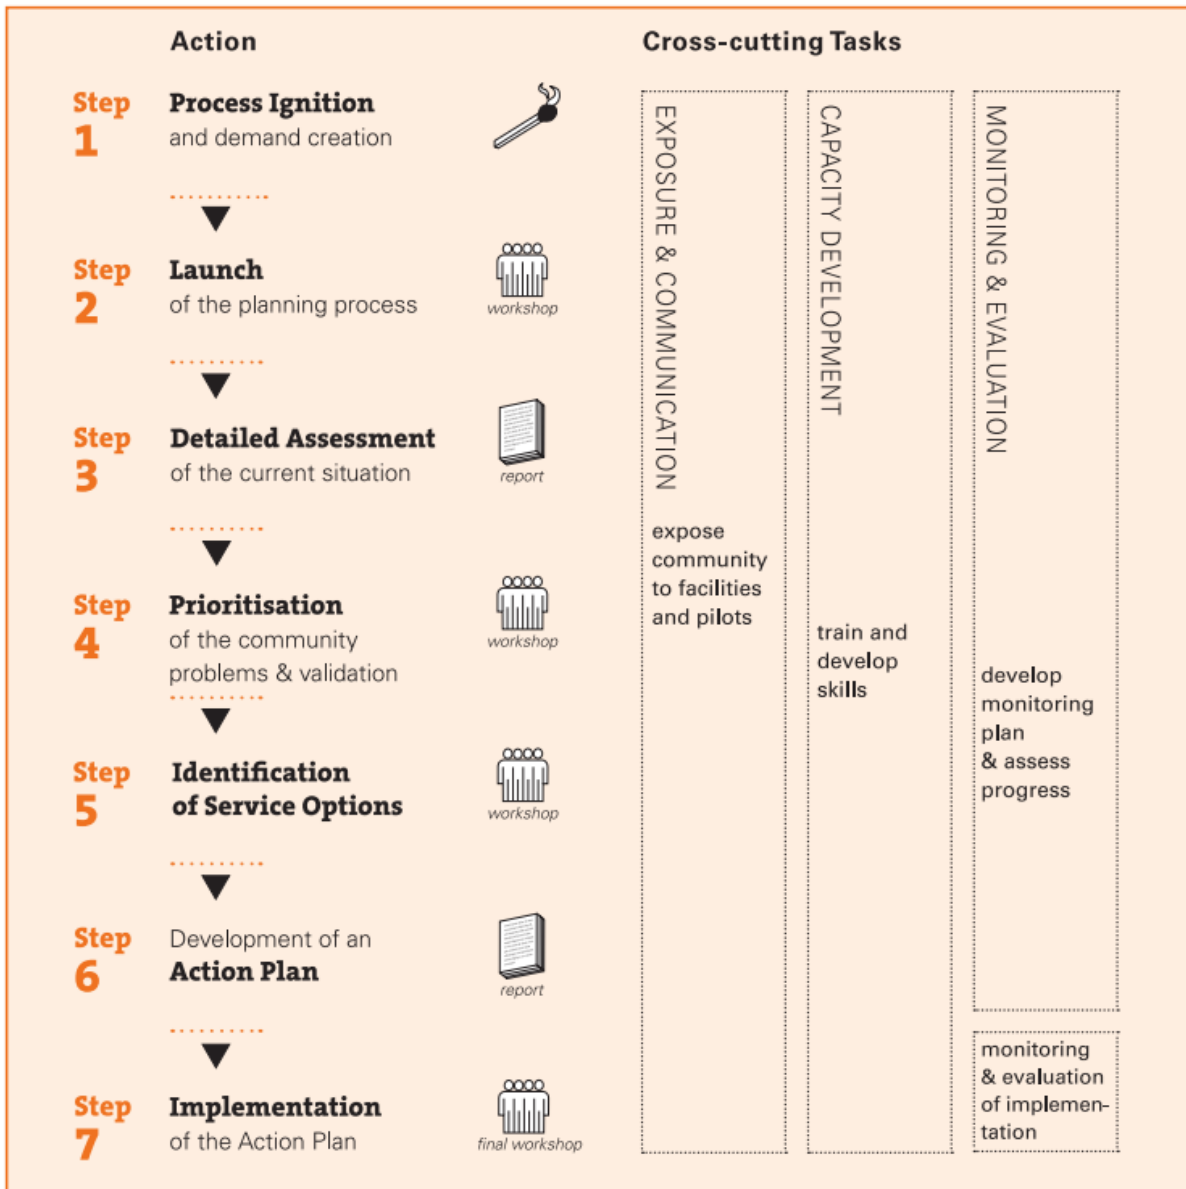 Action
Cross-cutting Tasks
Step
1
Process Ignition
and demand creation
Step
2
Launch
of the planning process
workshop
Step
3
Detailed Assessment
of the current situation
report
Step
4
Prioritisation
of the community
problems & validation
workshop
Step
5
Identification
of Service Options
workshop
Step
6
Development of an
Action Plan
report
Step
7
Implementation
of the Action Plan
final workshop
EXPOSURE & COMMUNICATION
expose
community
to facilities
and pilots
CAPACITY DEVELOPMENT
train and
develop
skills
MONITORING & EVALUATION
develop
monitoring
plan
& assess
progress
monitoring
& evaluation
of implemen-
tation